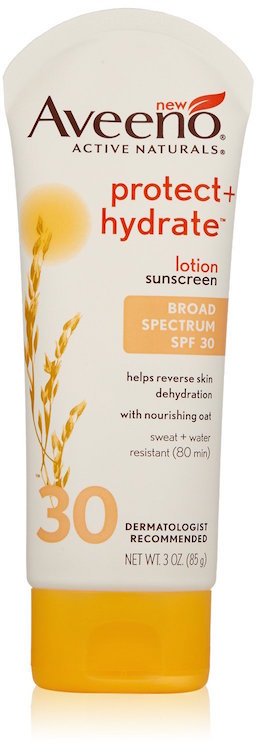 new
Aveeno®
ACTIVE NATURALS®
protect+
hydrate™
lotion
sunscreen
BROAD
SPECTRUM
SPF 30
helps reverse skin
dehydration
with nourishing oat
sweat + water
resistant (80 min)
30
DERMATOLOGIST
RECOMMENDED
NET WT. 3 OZ. (85 g)